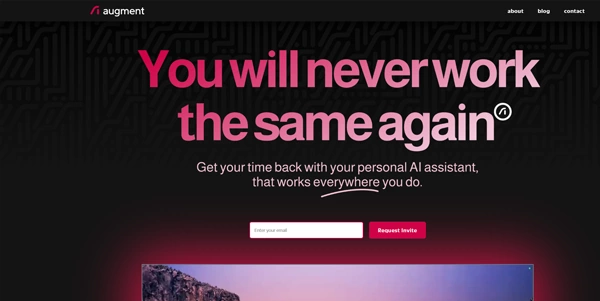 augment
about blog contact
You will never work
the same again
Get your time back with your personal AI assistant,
that works everywhere you do.
Enter your email
Request Invite